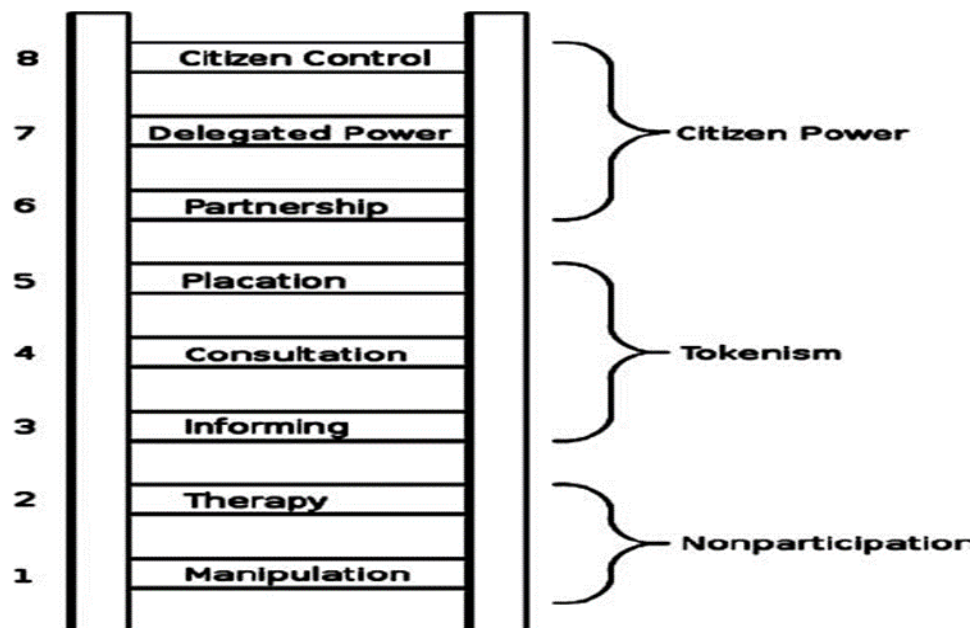 8 Citizen Control
7 Delegated Power
Citizen Power
6 Partnership
5 Placation
4 Consultation
Tokenism
3 Informing
2 Therapy
Nonparticipation
1 Manipulation